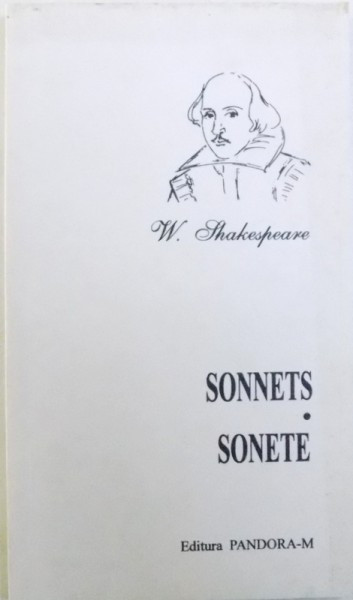 W. Shakespeare
SONNETS
•
SONETE
Editura PANDORA-M